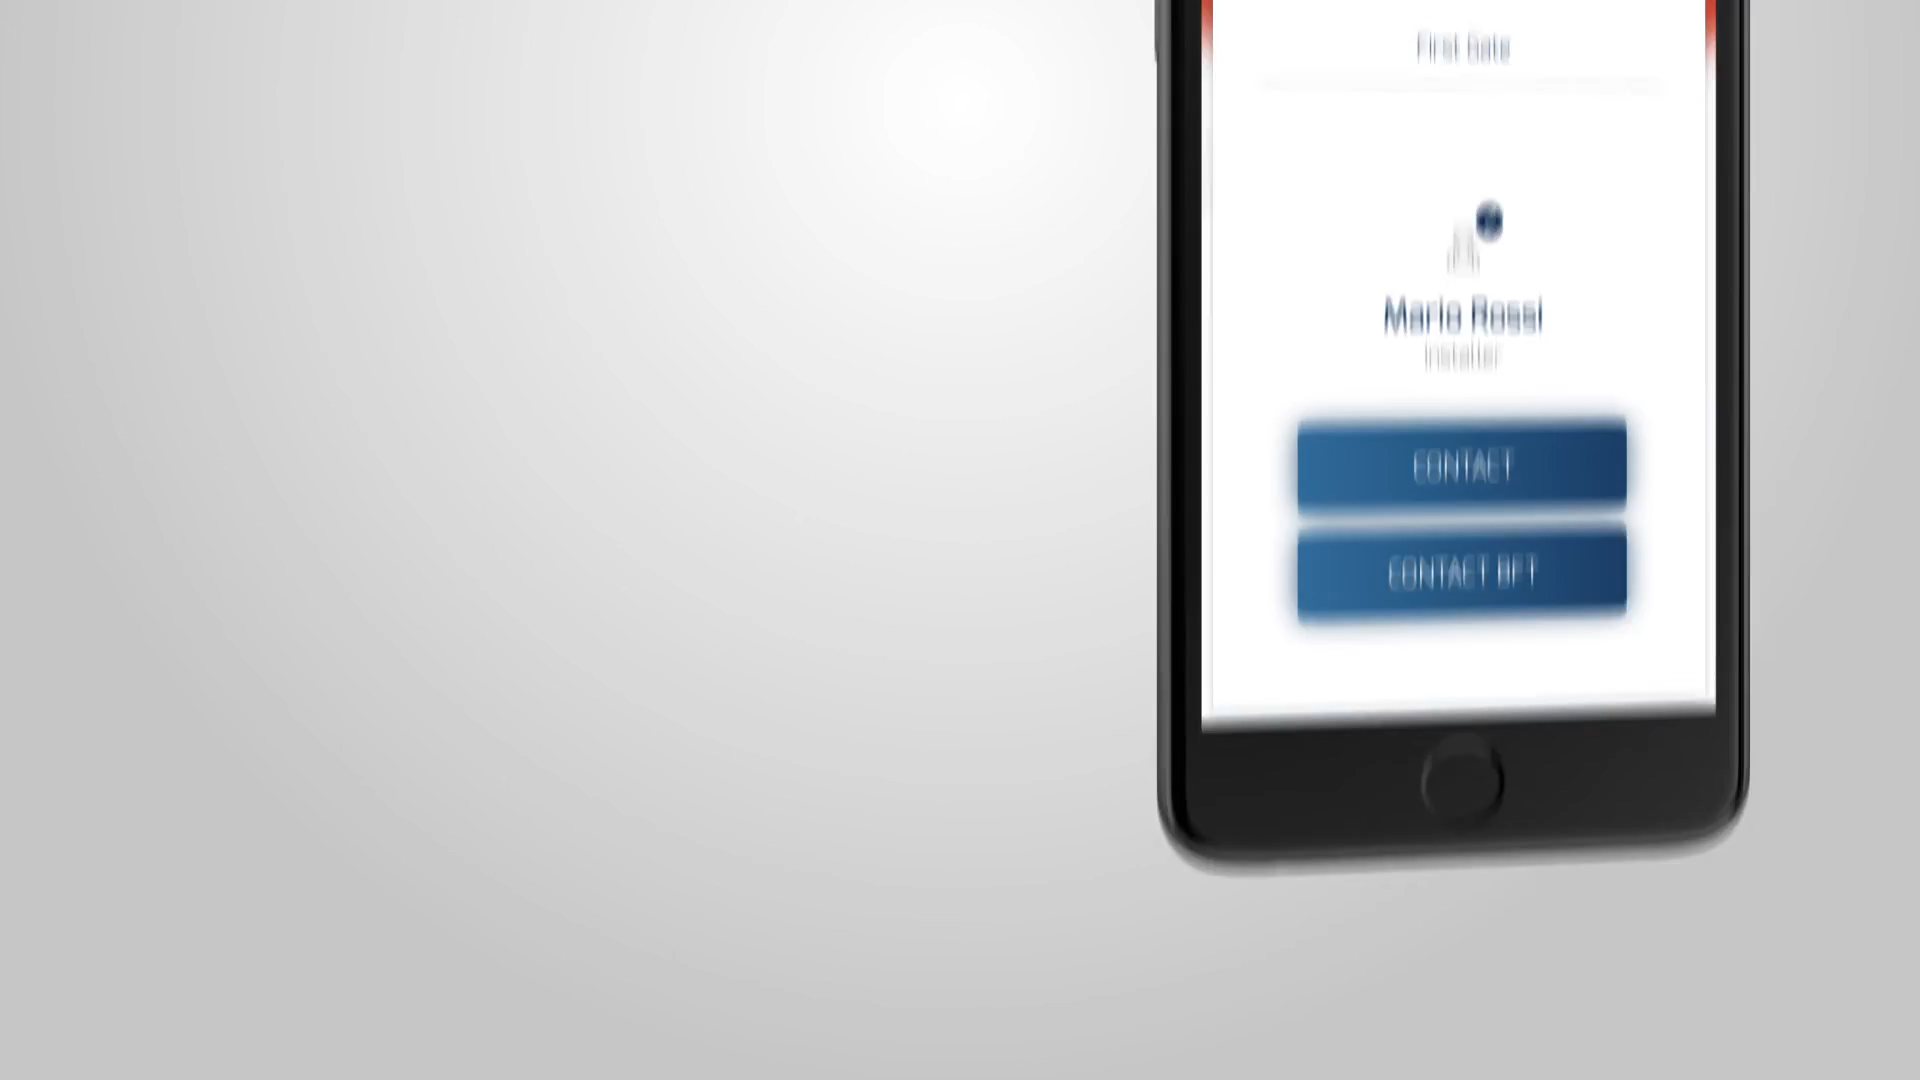 First Gate
Mario Rossi
Installer
CONTACT
CONTACT BFT